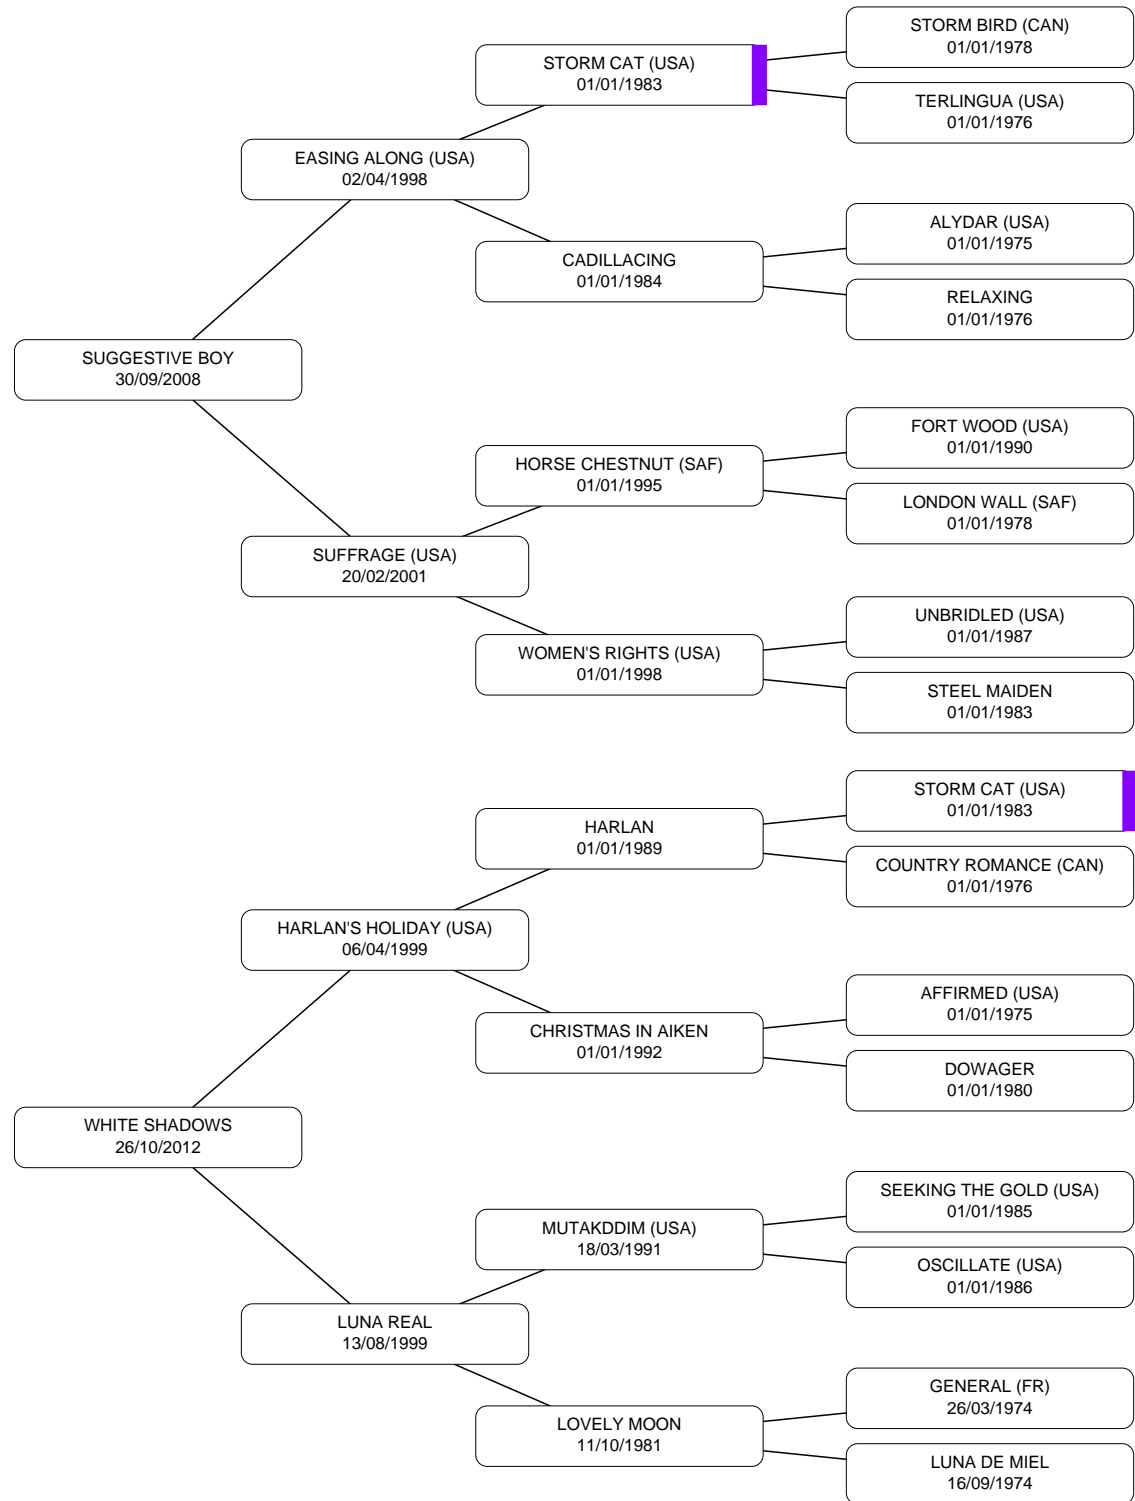 STORM BIRD (CAN)
01/01/1978
STORM CAT (USA)
01/01/1983
TERLINGUA (USA)
01/01/1976
EASING ALONG (USA)
02/04/1998
ALYDAR (USA)
01/01/1975
CADILLACING
01/01/1984
RELAXING
01/01/1976
SUGGESTIVE BOY
30/09/2008
FORT WOOD (USA)
01/01/1990
HORSE CHESTNUT (SAF)
01/01/1995
LONDON WALL (SAF)
01/01/1978
SUFFRAGE (USA)
20/02/2001
UNBRIDLED (USA)
01/01/1987
WOMEN'S RIGHTS (USA)
01/01/1998
STEEL MAIDEN
01/01/1983
STORM CAT (USA)
01/01/1983
HARLAN
01/01/1989
COUNTRY ROMANCE (CAN)
01/01/1976
HARLAN'S HOLIDAY (USA)
06/04/1999
AFFIRMED (USA)
01/01/1975
CHRISTMAS IN AIKEN
01/01/1992
DOWAGER
01/01/1980
WHITE SHADOWS
26/10/2012
SEEKING THE GOLD (USA)
01/01/1985
MUTAKDDIM (USA)
18/03/1991
OSCILLATE (USA)
01/01/1986
LUNA REAL
13/08/1999
GENERAL (FR)
26/03/1974
LOVELY MOON
11/10/1981
LUNA DE MIEL
16/09/1974